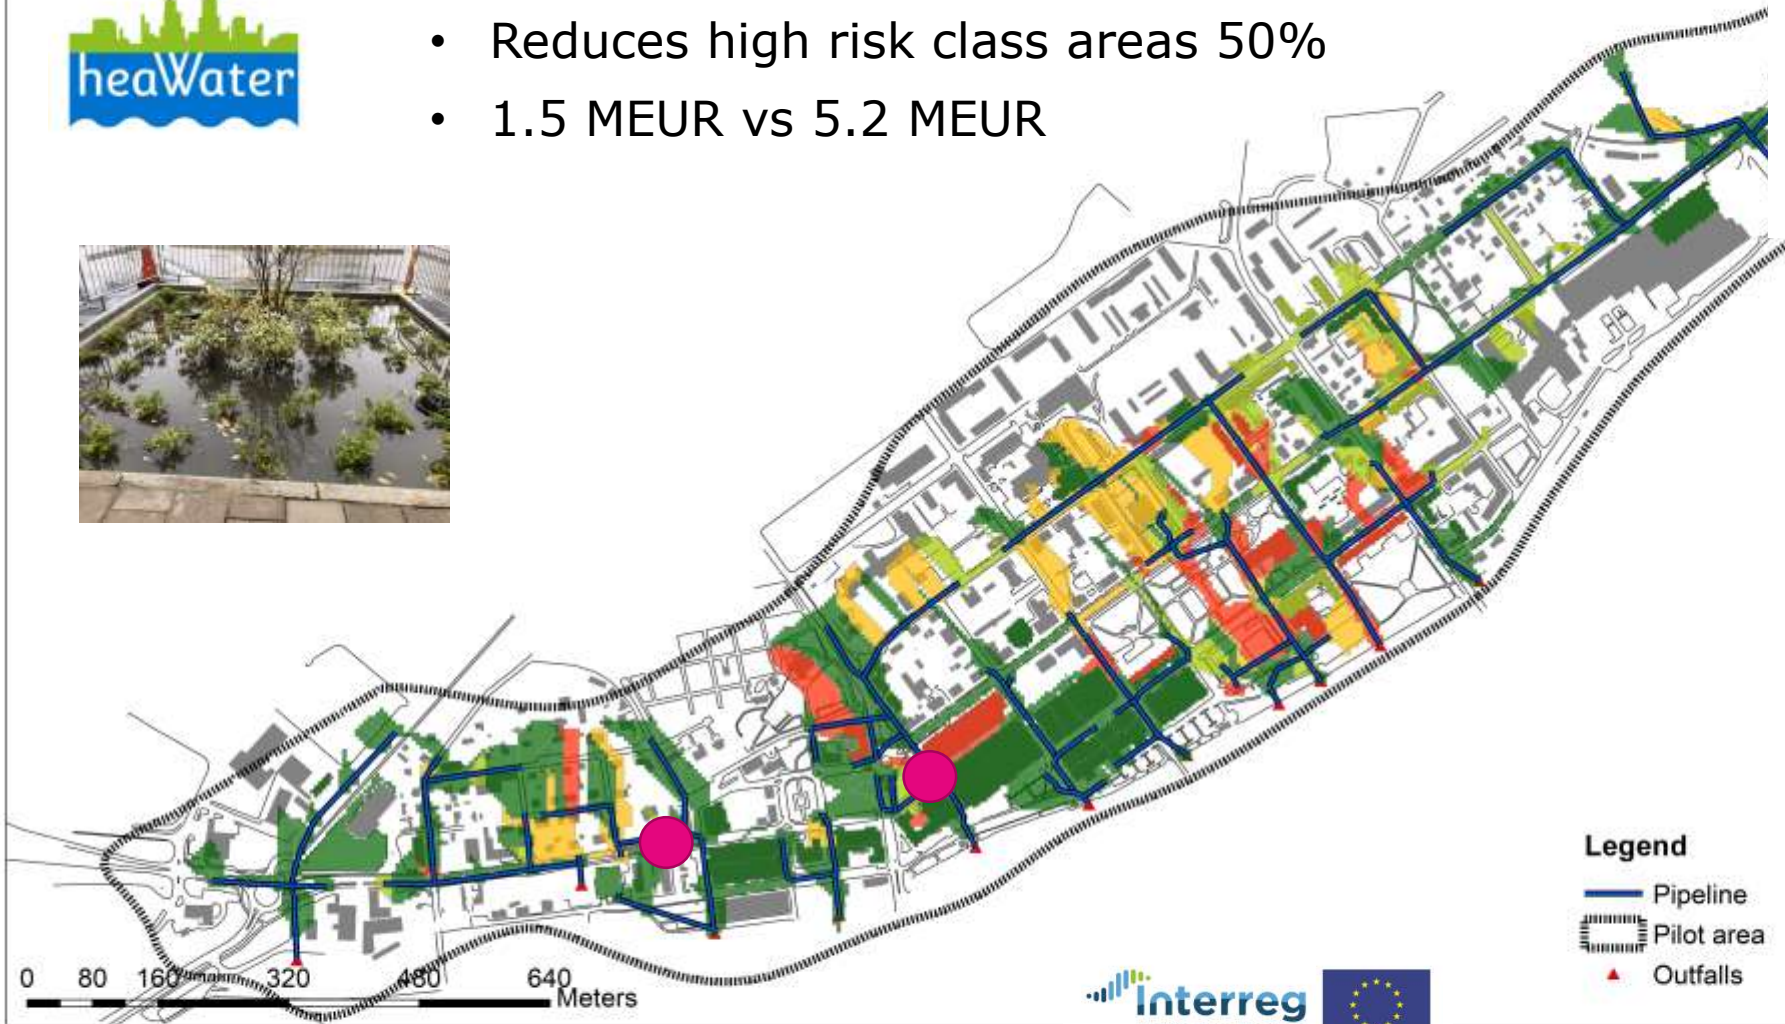 heaWater
• Reduces high risk class areas 50%
• 1.5 MEUR vs 5.2 MEUR
Legend
Pipeline
Pilot area
Outfalls
0 80 160 320 480 640
Meters
Interreg